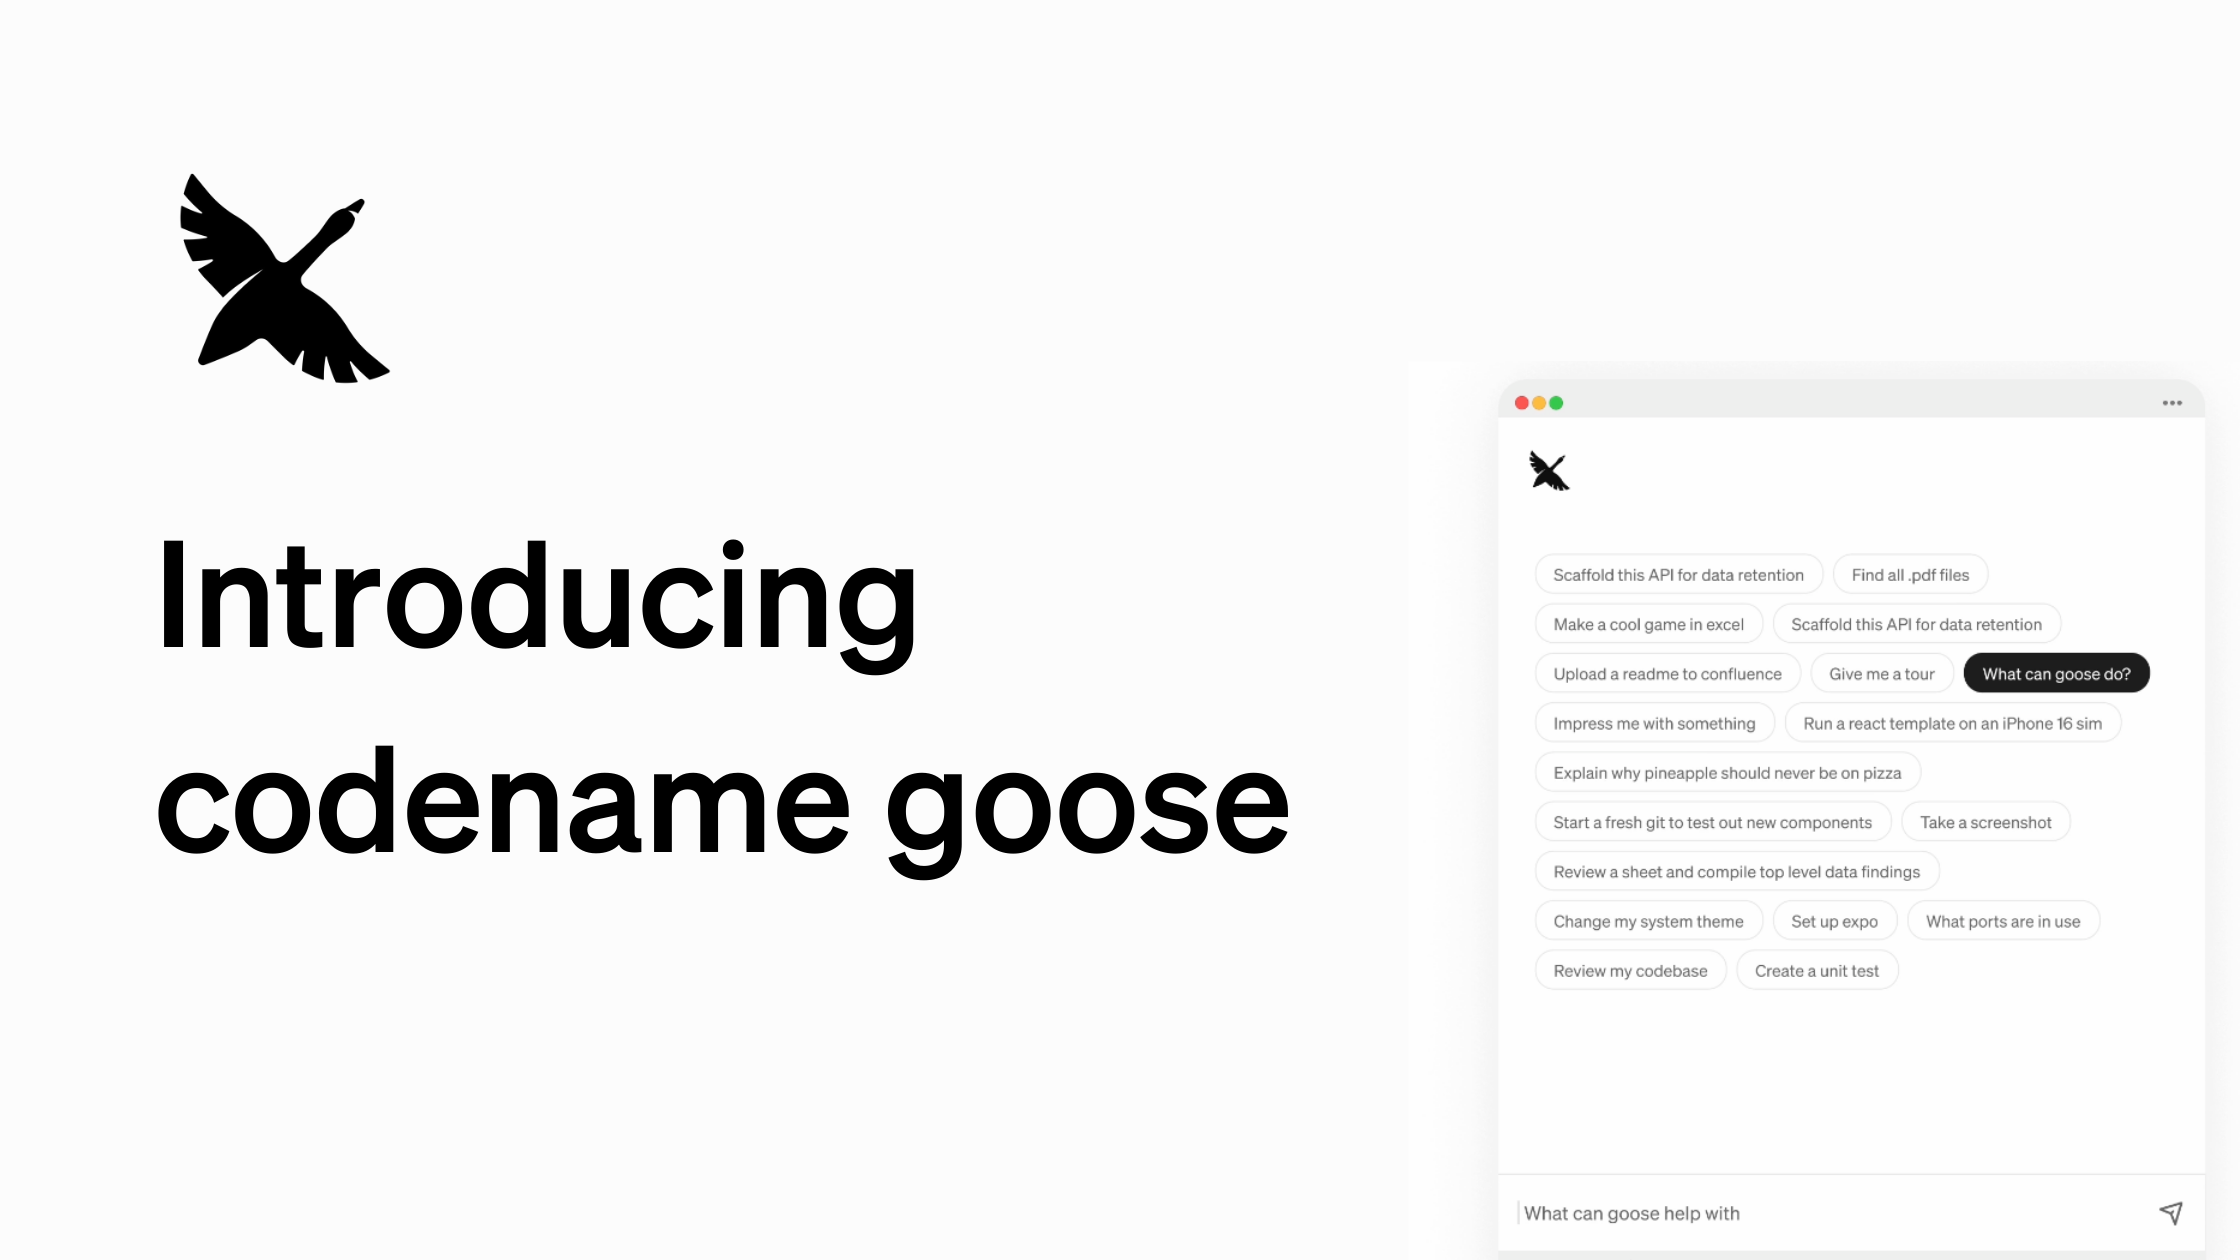 Introducing
codename goose
Scaffold this API for data retention Find all .pdf files
Make a cool game in excel Scaffold this API for data retention
Upload a readme to confluence Give me a tour What can goose do?
Impress me with something Run a react template on an iPhone 16 sim
Explain why pineapple should never be on pizza
Start a fresh git to test out new components Take a screenshot
Review a sheet and compile top level data findings
Change my system theme Set up expo What ports are in use
Review my codebase Create a unit test
What can goose help with